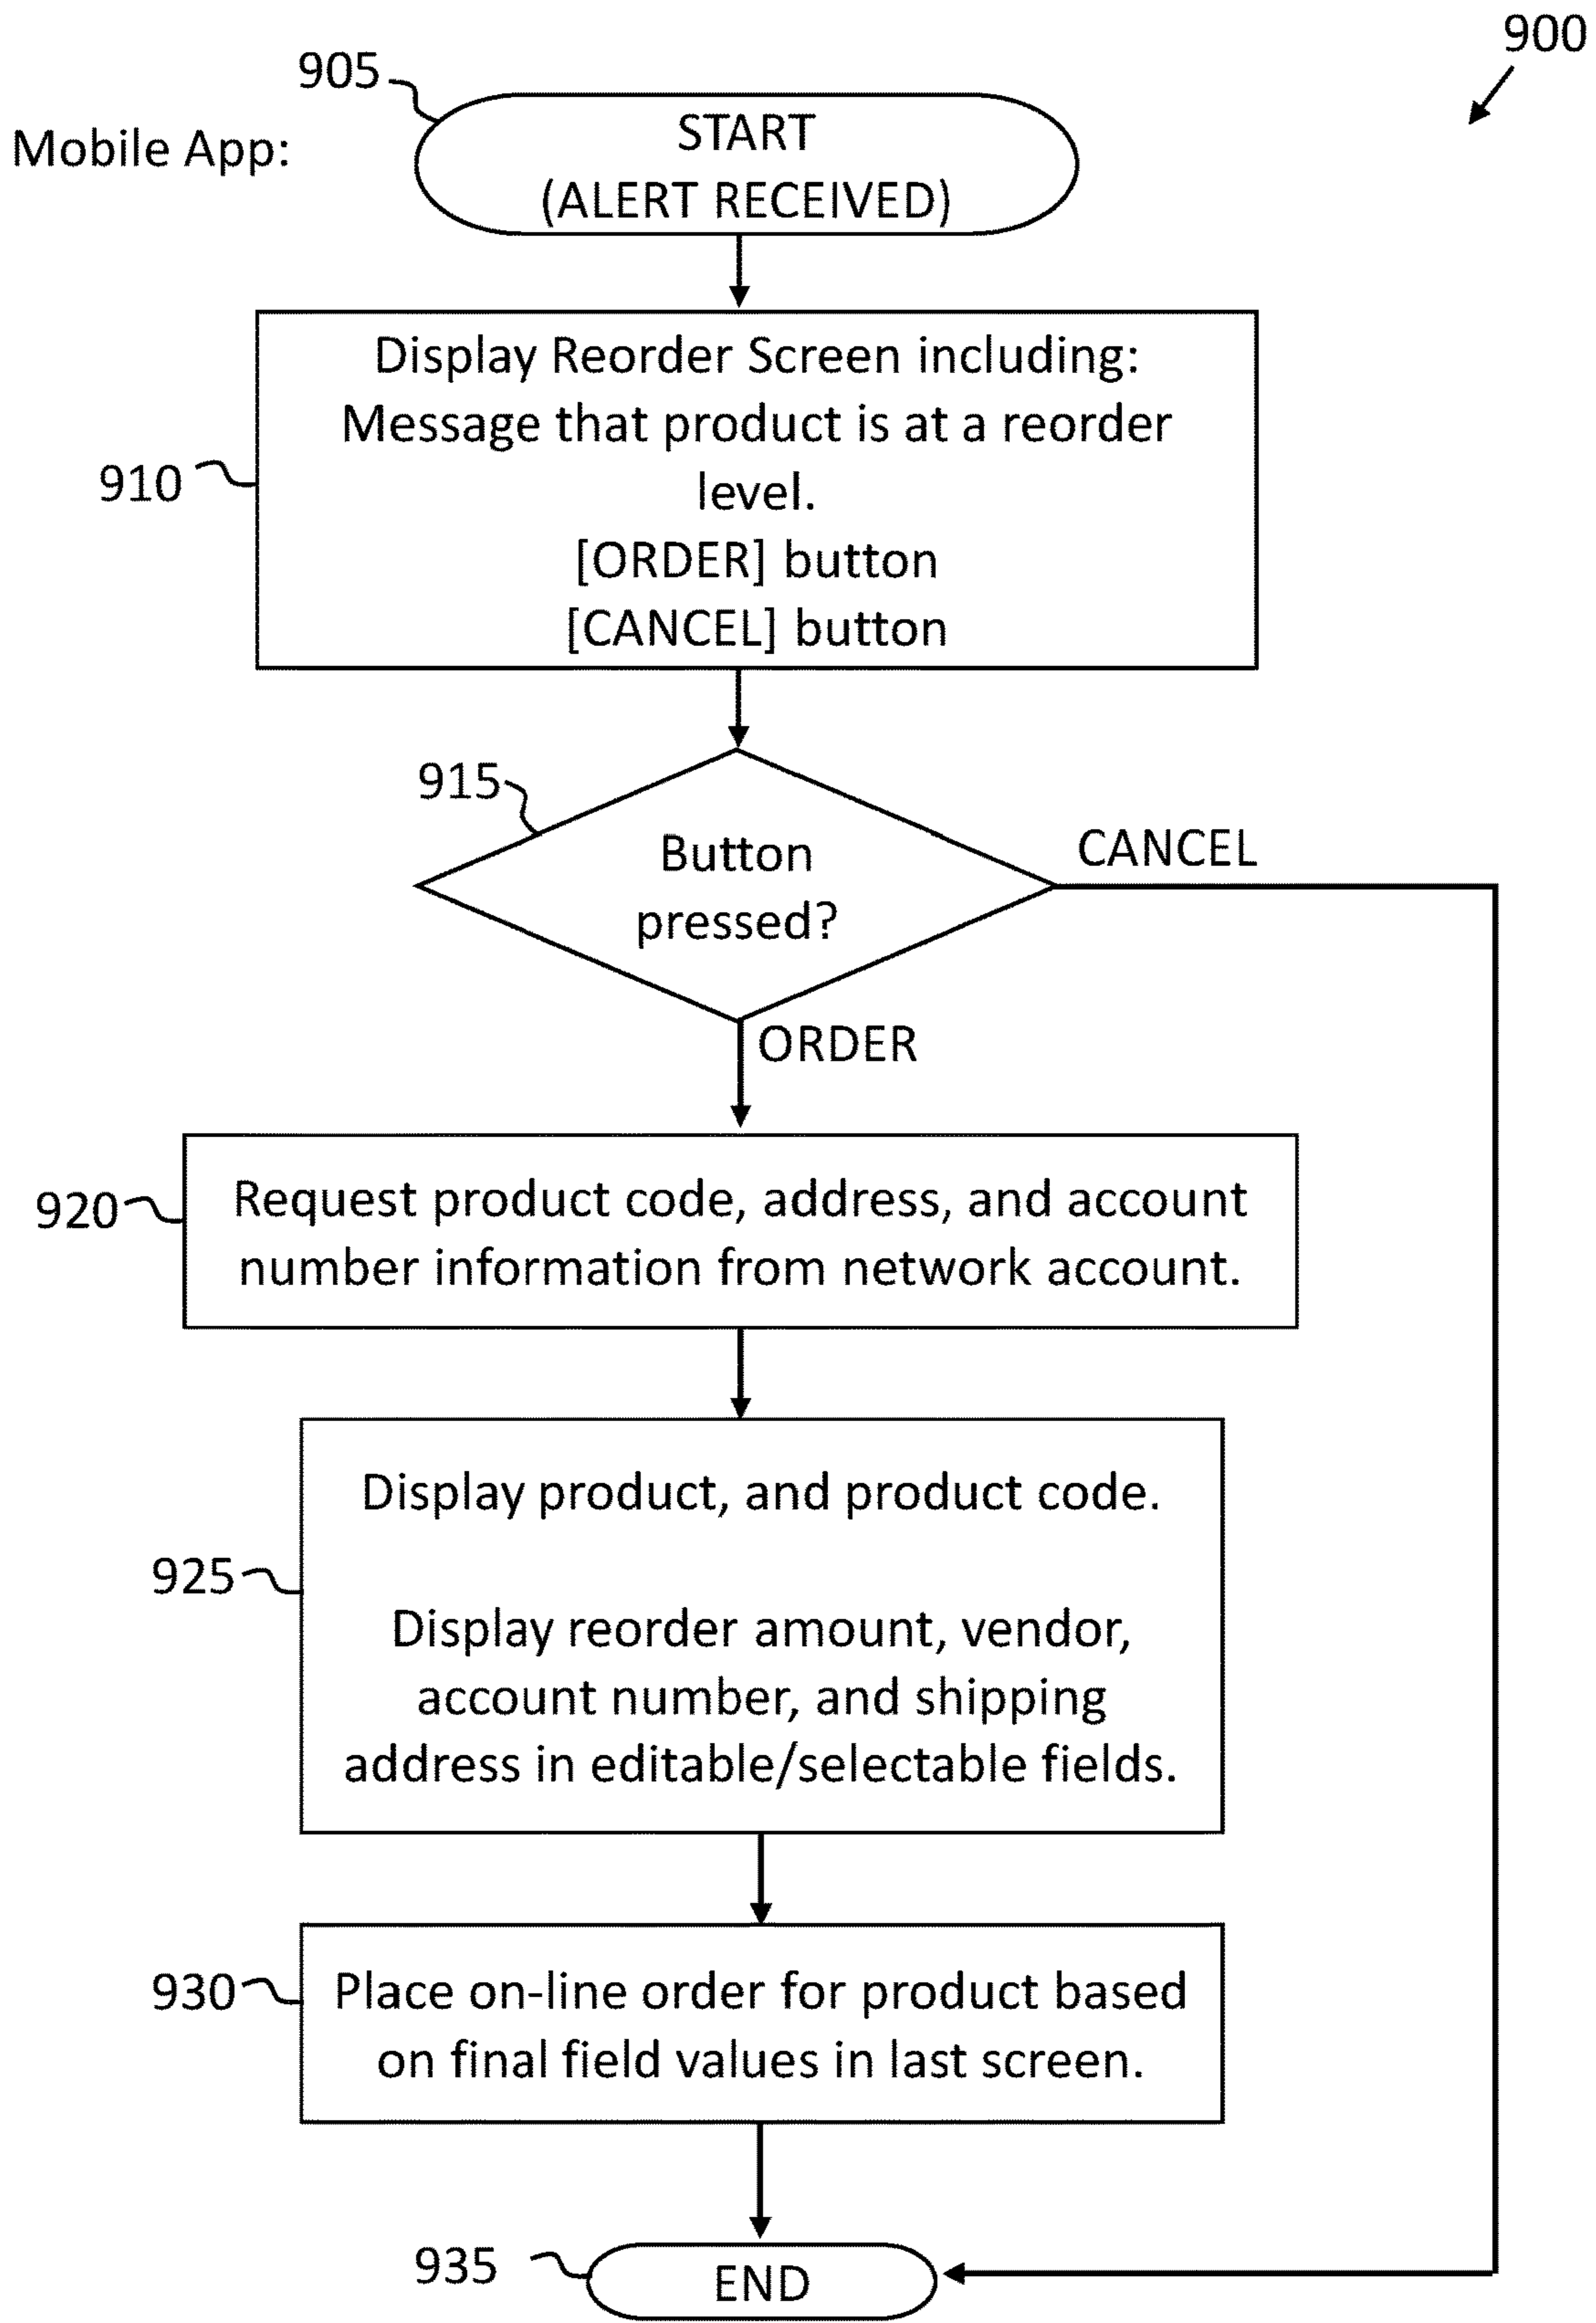 900
905
Mobile App:
START
(ALERT RECEIVED)
Display Reorder Screen including:
Message that product is at a reorder
level.
[ORDER] button
[CANCEL] button
910
915
Button
pressed?
CANCEL
ORDER
920
Request product code, address, and account
number information from network account.
Display product, and product code.
925
Display reorder amount, vendor,
account number, and shipping
address in editable/selectable fields.
930
Place on-line order for product based
on final field values in last screen.
935
END